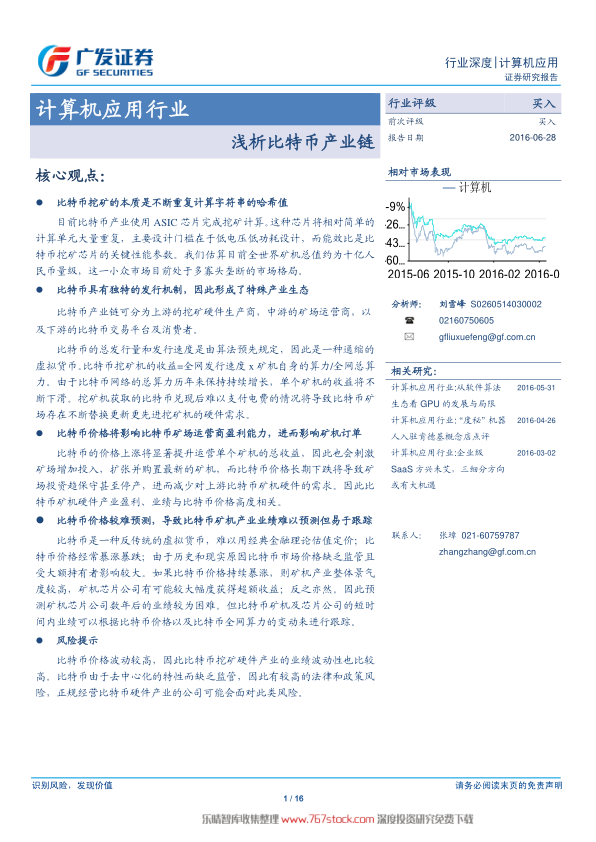 广发证券
GF SECURITIES
行业深度|计算机应用
证券研究报告
计算机应用行业
浅析比特币产业链
核心观点：
● 比特币挖矿的本质是不断重复计算字符串的哈希值
目前比特币产业使用 ASIC 芯片完成挖矿计算。这种芯片将相对简单的
计算单元大量重复，主要设计门槛在于低电压低功耗设计，而能效比是比
特币挖矿芯片的关键性能参数。我们估算目前全世界矿机总值约为十亿人
民币量级，这一小众市场目前处于多寡头垄断的市场格局。
● 比特币具有独特的发行机制，因此形成了特殊产业生态
比特币产业链可分为上游的挖矿硬件生产商，中游的矿场运营商，以
及下游的比特币交易平台及消费者。
比特币的总发行量和发行速度是由算法预先规定，因此是一种通缩的
虚拟货币。比特币挖矿机的收益=全网发行速度 x 矿机自身的算力/全网总算
力。由于比特币网络的总算力历年来保持持续增长，单个矿机的收益将不
断下滑。挖矿机获取的比特币兑现后难以支付电费的情况将导致比特币矿
场存在不断替换更新更先进挖矿机的硬件需求。
● 比特币价格将影响比特币矿场运营商盈利能力，进而影响矿机订单
比特币的价格上涨将显著提升运营单个矿机的总收益，因此也会刺激
矿场增加投入，扩张并购置最新的矿机，而比特币价格长期下跌将导致矿
场投资趋保守甚至停产，进而减少对上游比特币矿机硬件的需求。因此比
特币矿机硬件产业盈利、业绩与比特币价格高度相关。
● 比特币价格较难预测，导致比特币矿机产业业绩难以预测但易于跟踪
比特币是一种反传统的虚拟货币，难以用经典金融理论估值定价；比
特币价格经常暴涨暴跌；由于历史和现实原因比特币市场价格缺乏监管且
受大额持有者影响较大。如果比特币价格持续暴涨，则矿机产业整体景气
度较高，矿机芯片公司有可能较大幅度获得超额收益；反之亦然。因此预
测矿机芯片公司数年后的业绩较为困难。但比特币矿机及芯片公司的短时
间内业绩可以根据比特币价格以及比特币全网算力的变动来进行跟踪。
● 风险提示
比特币价格波动较高，因此比特币挖矿硬件产业的业绩波动性也比较
高。比特币由于去中心化的特性而缺乏监管，因此有较高的法律和政策风
险，正规经营比特币硬件产业的公司可能会面对此类风险。
行业评级 买入
前次评级 买入
报告日期 2016-06-28
相对市场表现
计算机
-9%
-26...
-43...
-60...
2015-06 2015-10 2016-02 2016-0
分析师： 刘雪峰 S0260514030002
02160750605
gfliuxuefeng@gf.com.cn
相关研究：
计算机应用行业:从软件算法 2016-05-31
生态看 GPU 的发展与局限
计算机应用行业:“度秘”机器 2016-04-26
人入驻肯德基概念店点评
计算机应用行业:企业级 2016-03-02
SaaS 方兴未艾，三细分方向
或有大机遇
联系人： 张璋 021-60759787
zhangzhang@gf.com.cn
识别风险，发现价值
请务必阅读末页的免责声明
1 / 16
乐晴智库收集整理 www.767stock.com 深度投资研究免费下载